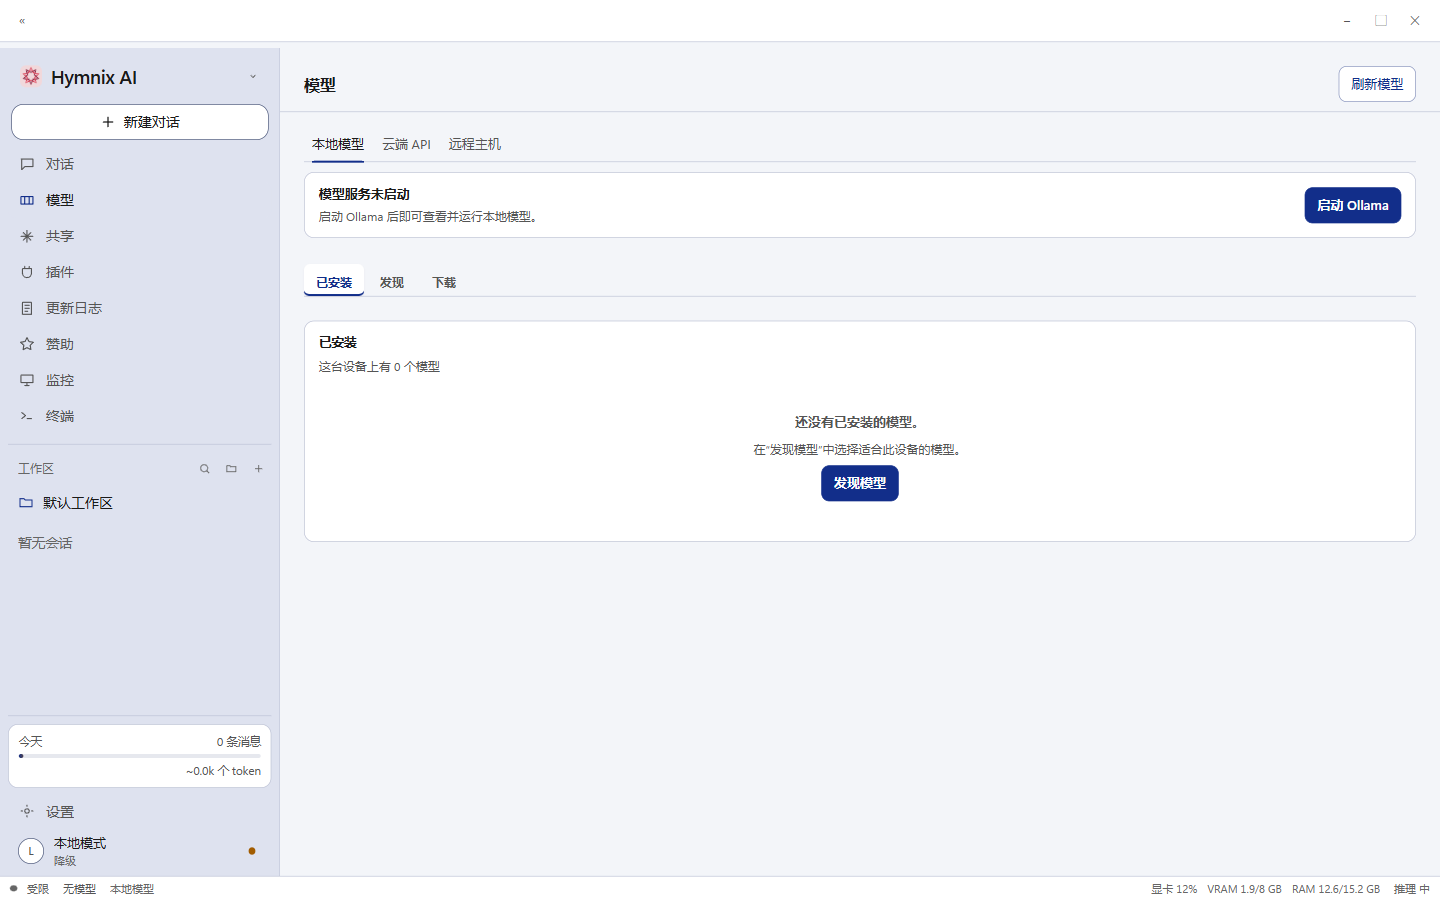 «
Hymnix AI
新建对话
对话
模型
共享
插件
更新日志
赞助
监控
终端
工作区
默认工作区
暂无会话
今天 0 条消息
~0.0k 个 token
设置
L 本地模式
降级
模型
刷新模型
本地模型 云端 API 远程主机
模型服务未启动
启动 Ollama 后即可查看并运行本地模型。
启动 Ollama
已安装 发现 下载
已安装
这台设备上有 0 个模型
还没有已安装的模型。
在“发现模型”中选择适合此设备的模型。
发现模型
受限 无模型 本地模型
显卡 12% VRAM 1.9/8 GB RAM 12.6/15.2 GB 推理 中